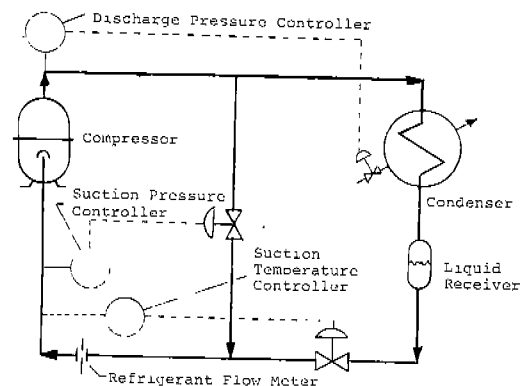 Discharge Pressure Controller
Compressor
Suction Pressure
Controller
Condenser
Suction
Temperature
Controller
Liquid
Receiver
Refrigerant Flow Meter